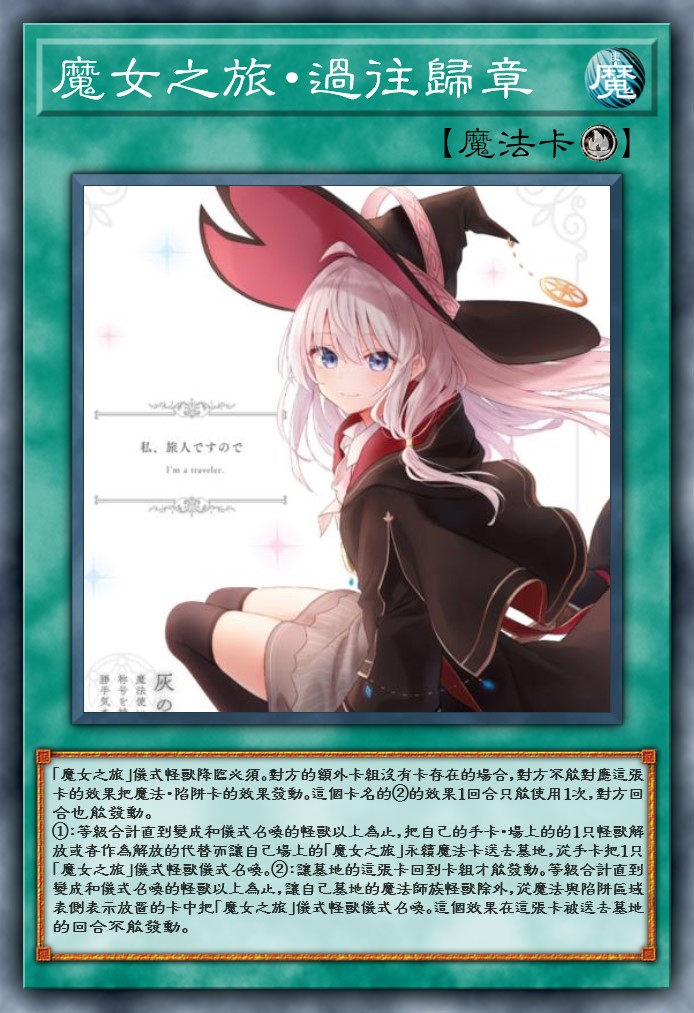 魔女之旅·過往歸章
魔
【魔法卡】
私、旅人ですので
I'm a traveler.
灰の
「魔女之旅」儀式怪獸降臨必須。對方的額外卡組沒有卡存在的場合,對方不能對應這張
卡的效果把魔法·陷阱卡的效果發動。這個卡名的②的效果1回合只能使用1次,對方回
合也能發動。
①:等級合計直到變成和儀式召喚的怪獸以上為止,把自己的手卡·場上的的1只怪獸解
放或者作為解放的代替而讓自己場上的「魔女之旅」永續魔法卡送去墓地,從手卡把1只
「魔女之旅」儀式怪獸儀式召喚。②:讓墓地的這張卡回到卡組才能發動。等級合計直到
變成和儀式召喚的怪獸以上為止,讓自己墓地的魔法師族怪獸除外,從魔法與陷阱區域
表側表示放置的卡中把「魔女之旅」儀式怪獸儀式召喚。這個效果在這張卡被送去墓地
的回合不能發動。